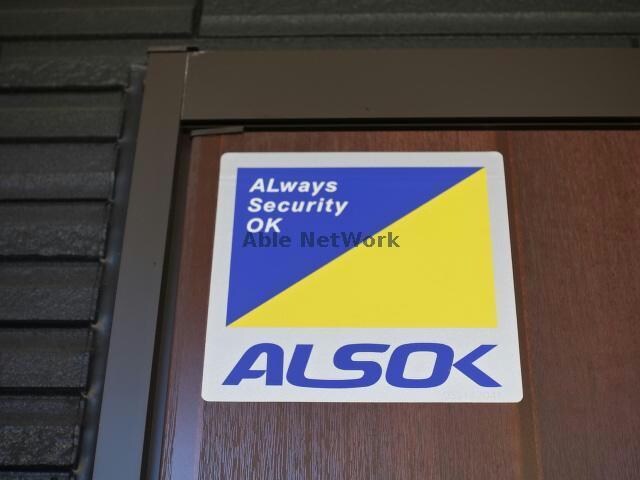 ALways
Security
OK
Able NetWork
ALSOK